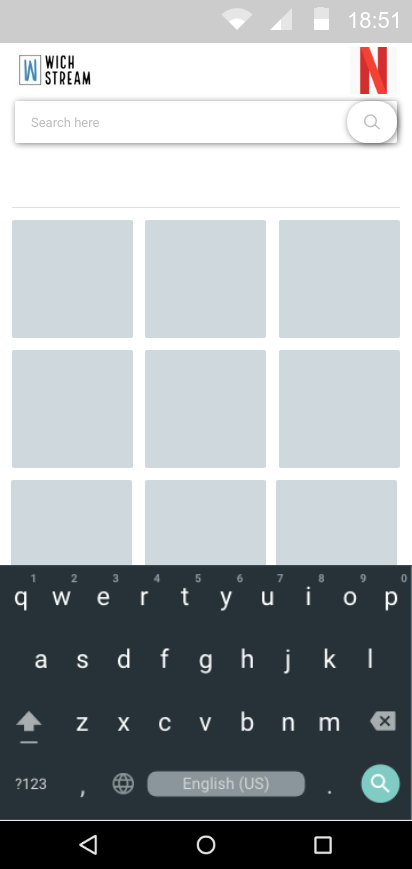 18:51
WICH
STREAM
N
Search here
1 2 3 4 5 6 7 8 9 0
q w e r t y u i o p
a s d f g h j k l
z x c v b n m
?123 , English (US) .